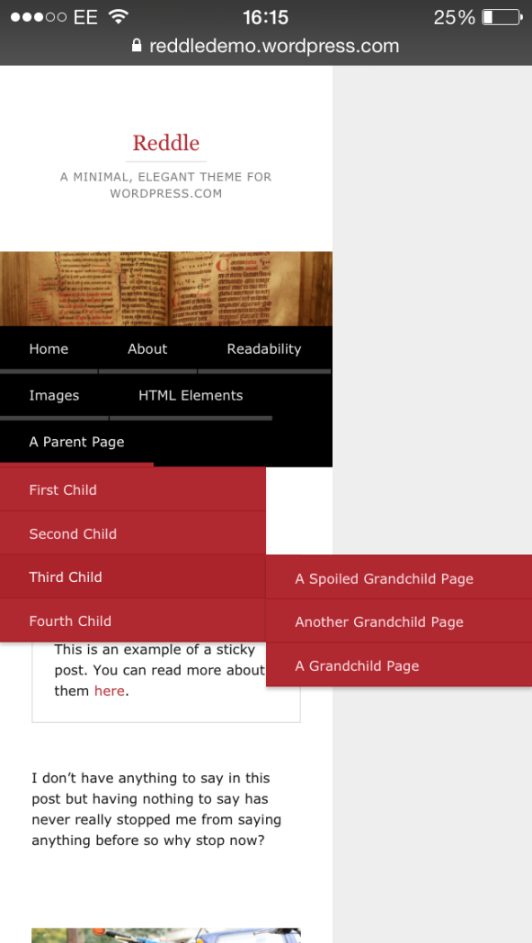 EE 16:15 25%
reddledemo.wordpress.com
Reddle
A MINIMAL, ELEGANT THEME FOR
WORDPRESS.COM
Home About Readability
Images HTML Elements
A Parent Page
First Child
Second Child
Third Child
A Spoiled Grandchild Page
Fourth Child
Another Grandchild Page
A Grandchild Page
This is an example of a sticky
post. You can read more about
them here.
I don’t have anything to say in this
post but having nothing to say has
never really stopped me from saying
anything before so why stop now?